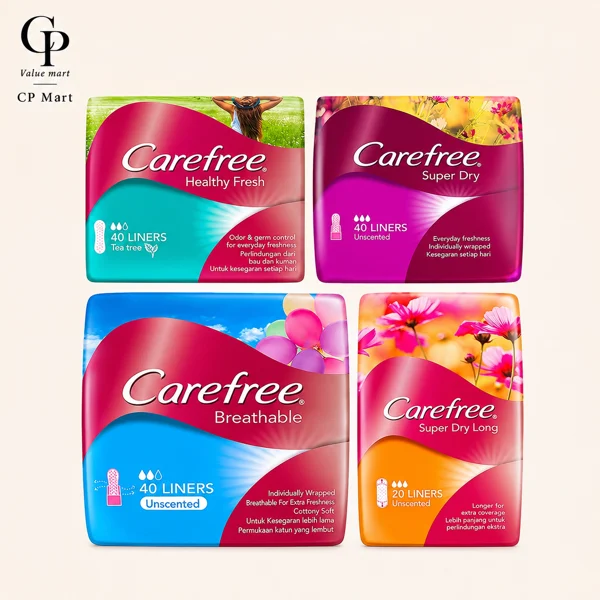 CP
Value mart
CP Mart
Carefree®
Healthy Fresh
40 LINERS
Tea tree
Odor & germ control
for everyday freshness
Perlindungan dari
bau dan kuman
Untuk kesegaran setiap hari
Carefree®
Super Dry
40 LINERS
Unscented
Everyday freshness
Individually wrapped
Kesegaran setiap hari
Carefree®
Breathable
40 LINERS
Unscented
Individually Wrapped
Breathable For Extra Freshness
Cottony Soft
Untuk Kesegaran lebih lama
Permukaan katun yang lembut
Carefree®
Super Dry Long
20 LINERS
Unscented
Longer for
extra coverage
Lebih panjang untuk
perlindungan ekstra